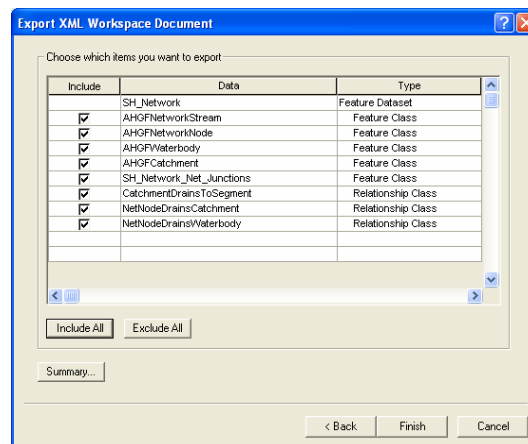 Export XML Workspace Document
Choose which items you want to export
Include Data Type
SH_Network Feature Dataset
AHGFNetworkStream Feature Class
AHGFNetworkNode Feature Class
AHGFWaterbody Feature Class
AHGFCatchment Feature Class
SH_Network_Net_Junctions Feature Class
CatchmentDrainsToSegment Relationship Class
NetNodeDrainsCatchment Relationship Class
NetNodeDrainsWaterbody Relationship Class
Include All Exclude All
Summary...
< Back Finish Cancel